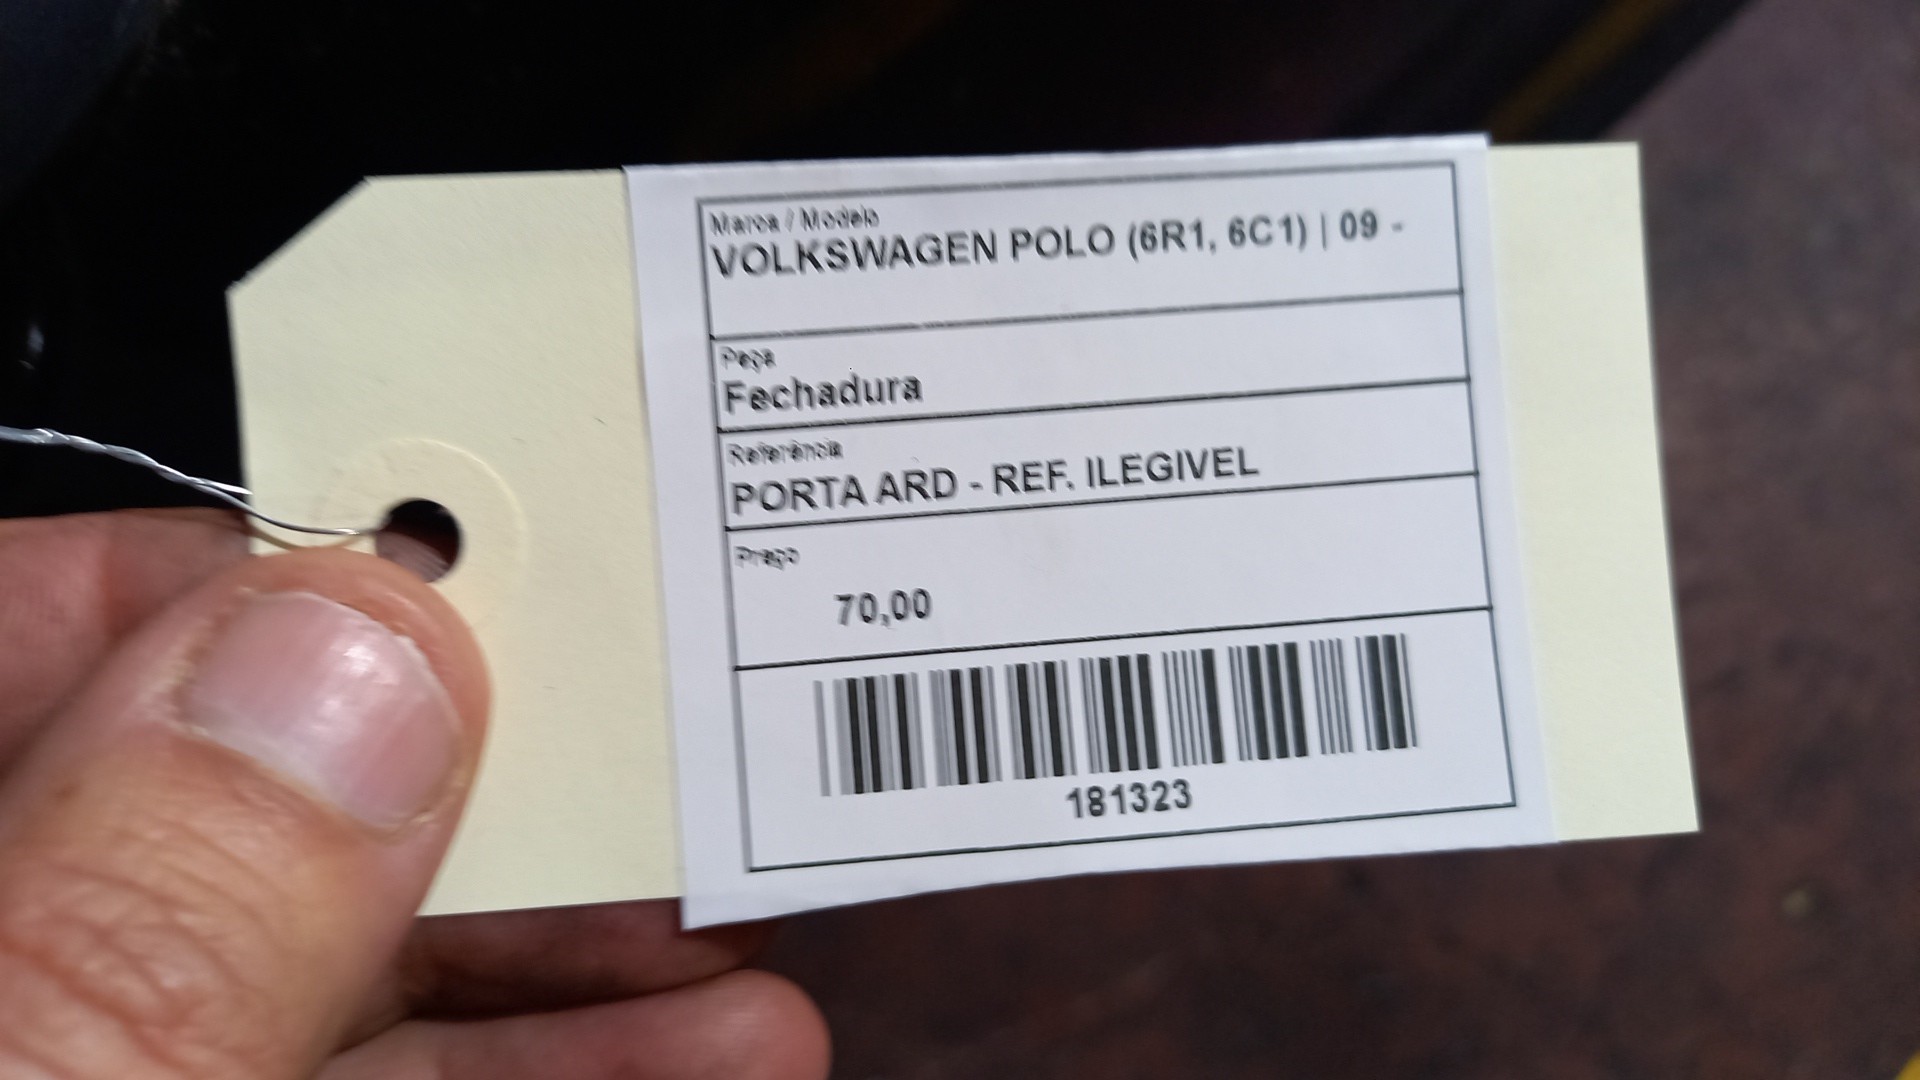 Marca / Modelo
VOLKSWAGEN POLO (6R1, 6C1) | 09 -
Peça
Fechadura
Referência
PORTA ARD - REF. ILEGIVEL
Preço
70,00
181323